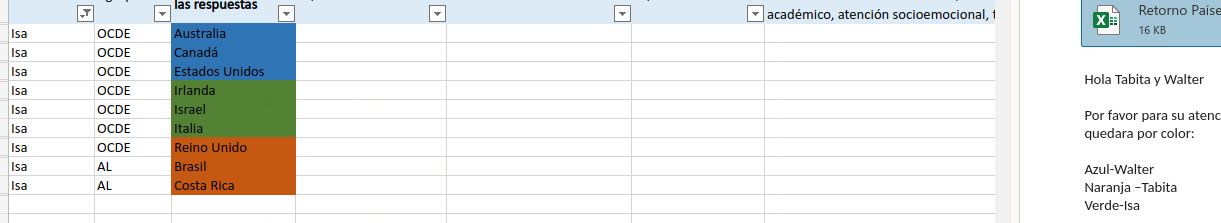 las respuestas
académico, atención socioemocional,
Isa OCDE Australia
Isa OCDE Canadá
Isa OCDE Estados Unidos
Isa OCDE Irlanda
Isa OCDE Israel
Isa OCDE Italia
Isa OCDE Reino Unido
Isa AL Brasil
Isa AL Costa Rica
Retorno Paíse
16 KB
Hola Tabita y Walter
Por favor para su atenc
quedara por color:
Azul-Walter
Naranja –Tabita
Verde-Isa